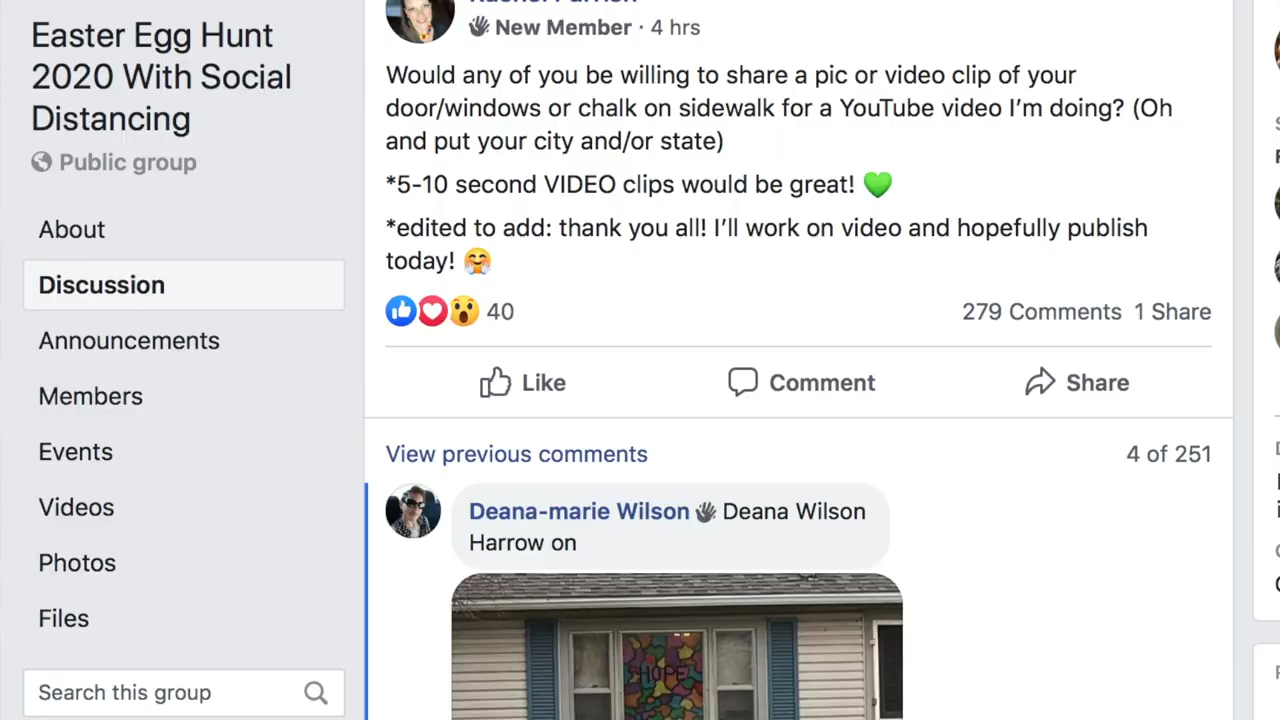 Easter Egg Hunt
2020 With Social
Distancing
Public group
About
Discussion
Announcements
Members
Events
Videos
Photos
Files
Search this group
New Member · 4 hrs
Would any of you be willing to share a pic or video clip of your
door/windows or chalk on sidewalk for a YouTube video I'm doing? (Oh
and put your city and/or state)
*5-10 second VIDEO clips would be great! 💚
*edited to add: thank you all! I'll work on video and hopefully publish
today! 🤗
40
279 Comments 1 Share
Like
Comment
Share
View previous comments
4 of 251
Deana-marie Wilson Deana Wilson
Harrow on
HOPE